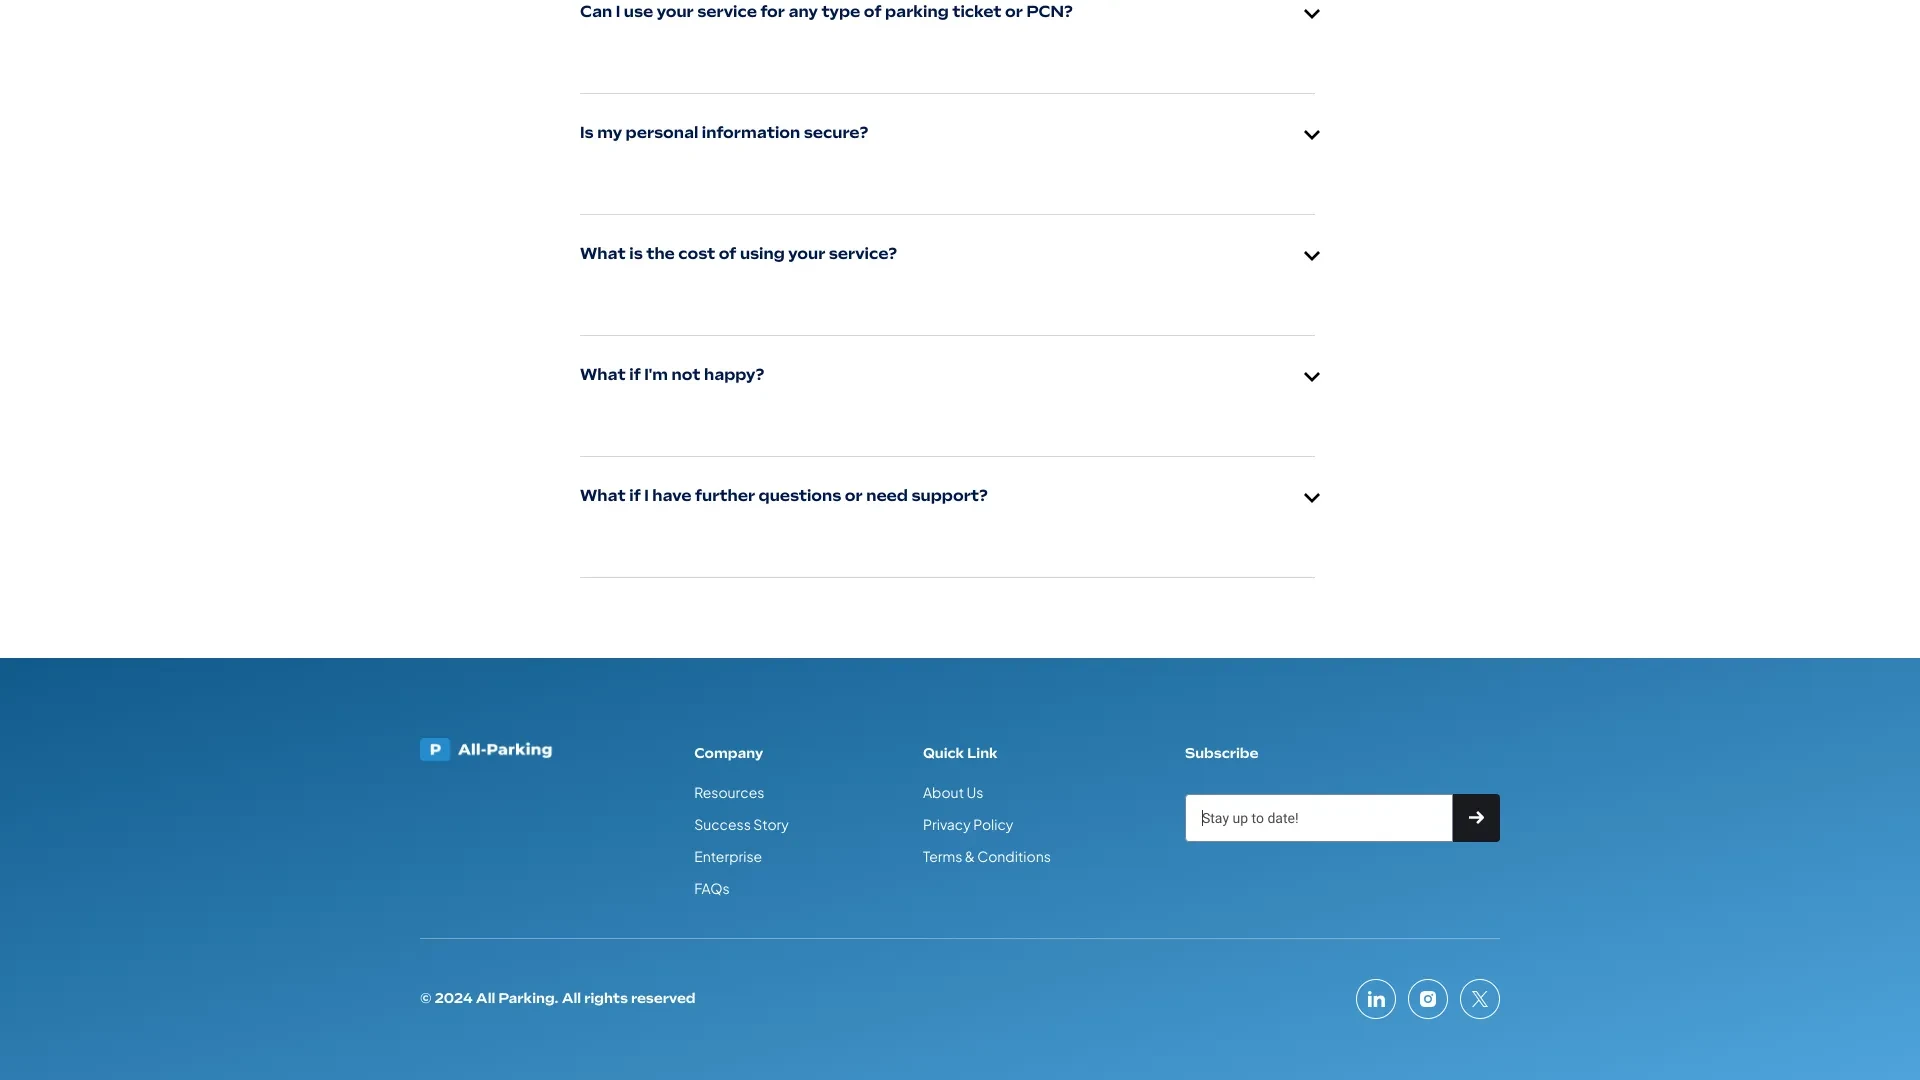 Can I use your service for any type of parking ticket or PCN?
Is my personal information secure?
What is the cost of using your service?
What if I'm not happy?
What if I have further questions or need support?
P All-Parking
Company
Resources
Success Story
Enterprise
FAQs
Quick Link
About Us
Privacy Policy
Terms & Conditions
Subscribe
Stay up to date!
© 2024 All Parking. All rights reserved
in
X